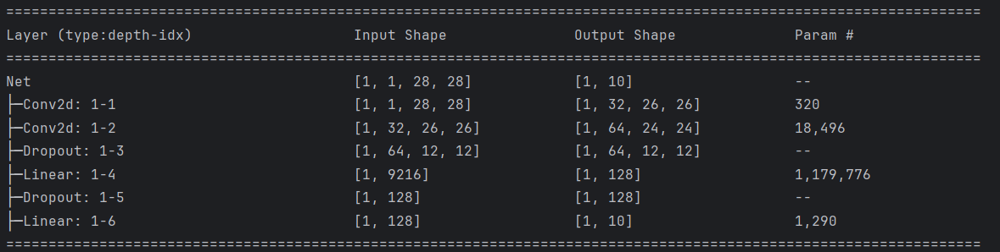 ===================================================================================================================
Layer (type:depth-idx)                   Input Shape               Output Shape              Param #
===================================================================================================================
Net                                      [1, 1, 28, 28]            [1, 10]                   --
├─Conv2d: 1-1                            [1, 1, 28, 28]            [1, 32, 26, 26]           320
├─Conv2d: 1-2                            [1, 32, 26, 26]           [1, 64, 24, 24]           18,496
├─Dropout: 1-3                           [1, 64, 12, 12]           [1, 64, 12, 12]           --
├─Linear: 1-4                            [1, 9216]                 [1, 128]                  1,179,776
├─Dropout: 1-5                           [1, 128]                  [1, 128]                  --
├─Linear: 1-6                            [1, 128]                  [1, 10]                   1,290
===================================================================================================================